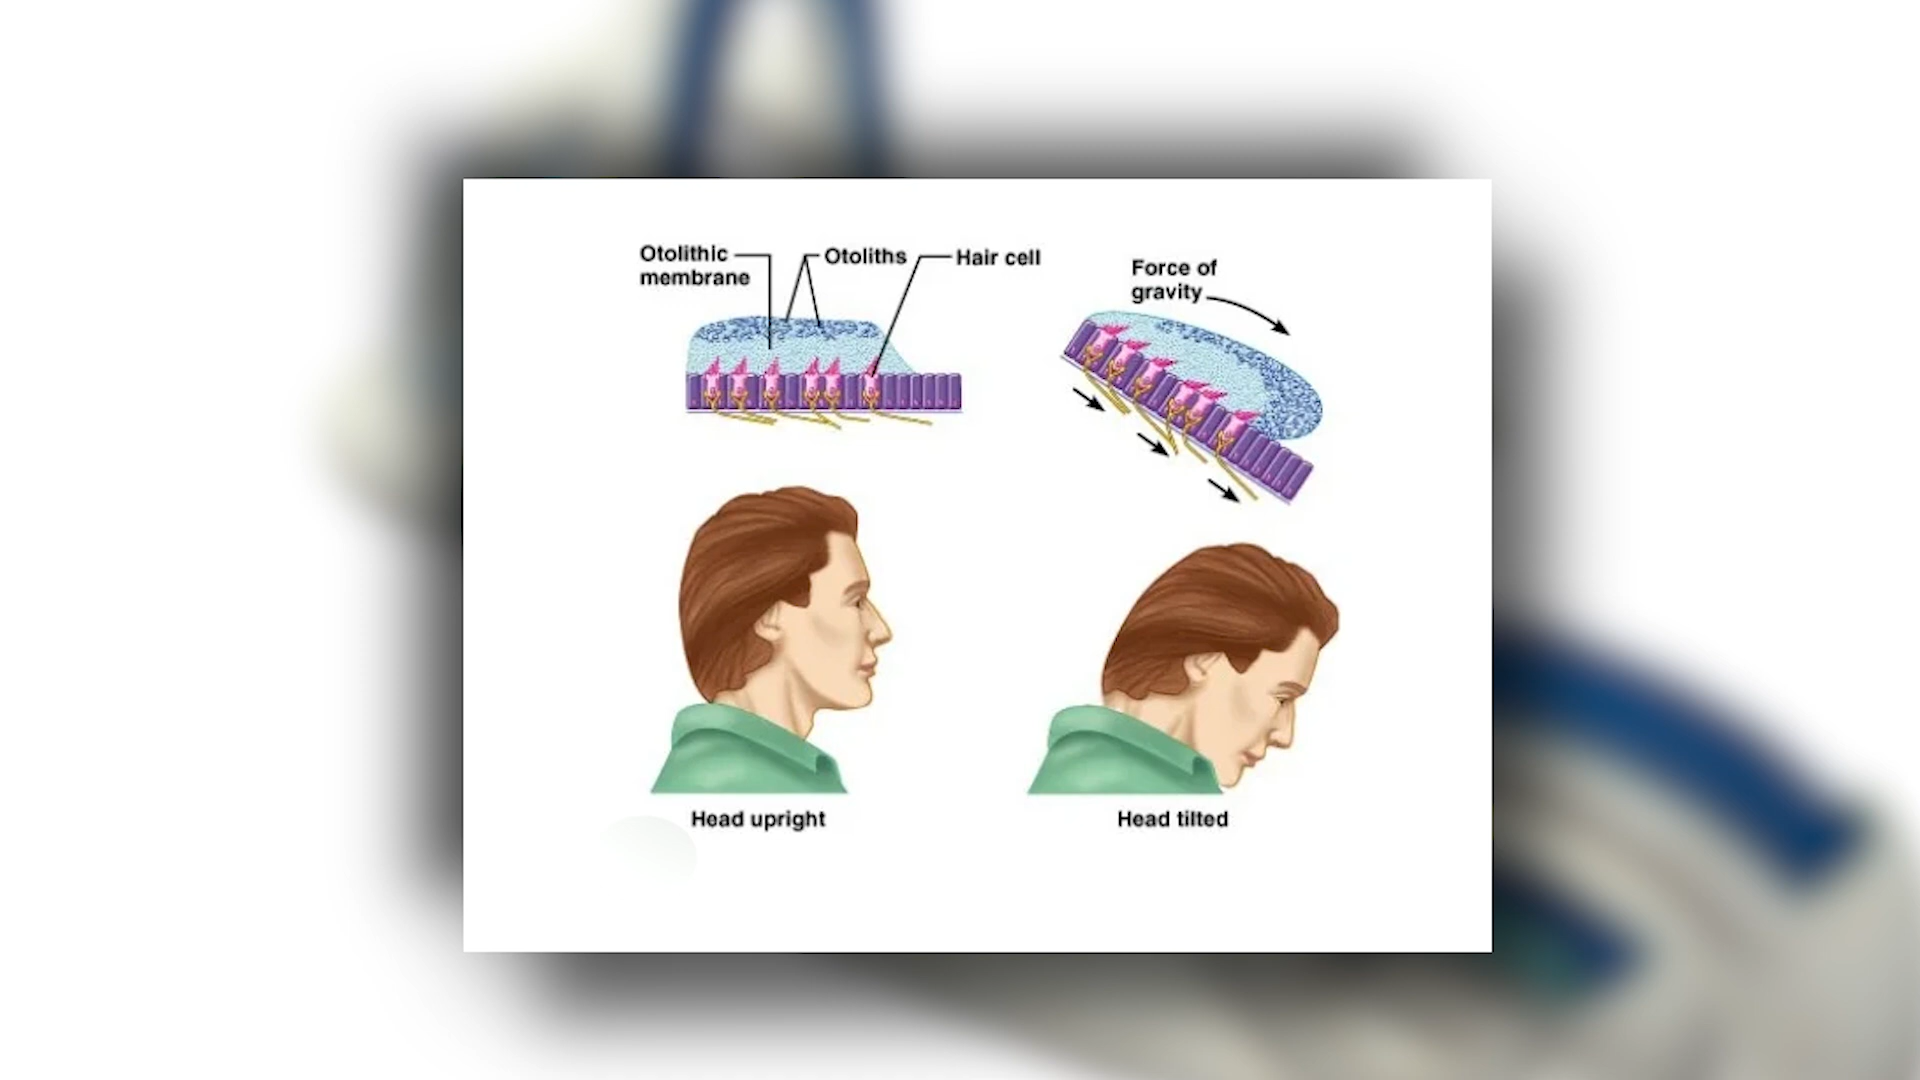 Otolithic
membrane
Otoliths
Hair cell
Force of
gravity
Head upright
Head tilted